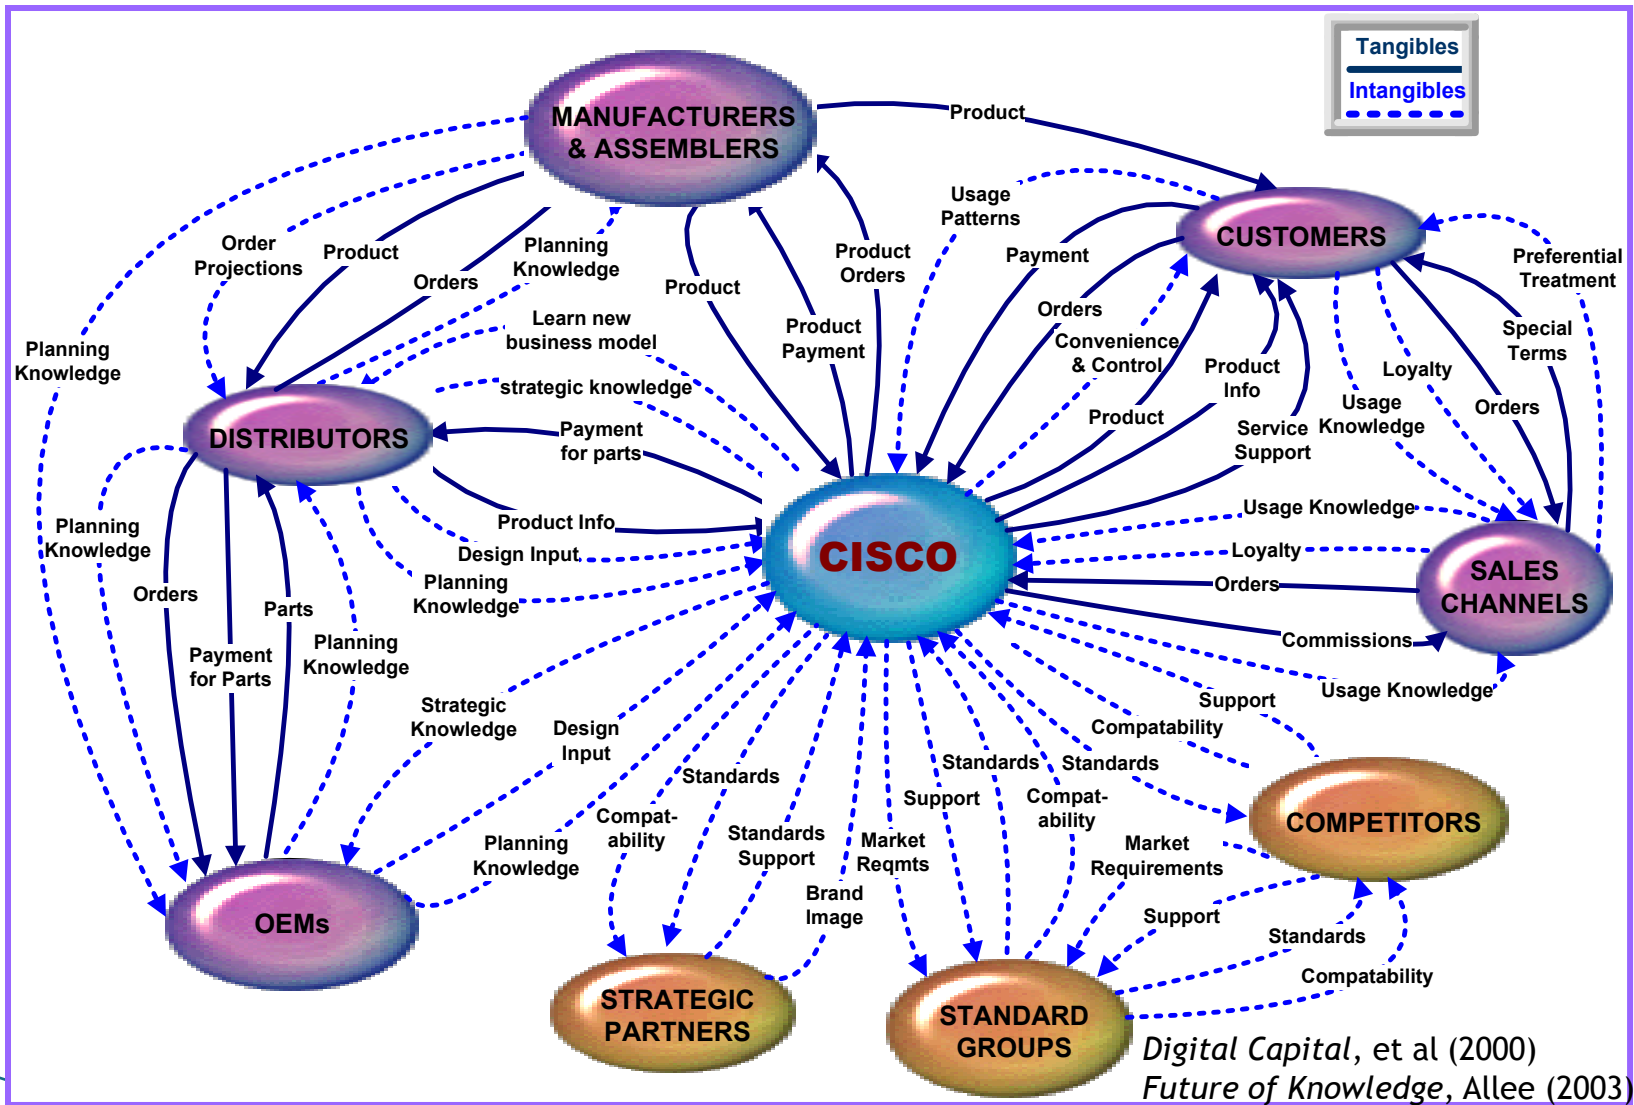 Tangibles
Intangibles
MANUFACTURERS
& ASSEMBLERS
Product
Usage
Patterns
CUSTOMERS
Preferential
Treatment
Order
Projections
Product
Planning
Knowledge
Orders
Product
Product
Orders
Payment
Orders
Special
Terms
Planning
Knowledge
Learn new
business model
Product
Payment
Convenience
& Control
Product
Info
Loyalty
strategic knowledge
Product
Usage
Knowledge
Orders
DISTRIBUTORS
Payment
for parts
Service
Support
Planning
Knowledge
Product Info
Design Input
Planning
Knowledge
CISCO
Usage Knowledge
Loyalty
Orders
SALES
CHANNELS
Commissions
Usage Knowledge
Orders
Parts
Payment
for Parts
Planning
Knowledge
Strategic
Knowledge
Design
Input
Support
Compatability
Standards
Standards
Standards
Compat-
ability
Planning
Knowledge
Standards
Support
Support
Market
Reqmts
Compat-
ability
Market
Requirements
COMPETITORS
Brand
Image
Support
Standards
Compatability
OEMs
STRATEGIC
PARTNERS
STANDARD
GROUPS
Digital Capital, et al (2000)
Future of Knowledge, Allee (2003)